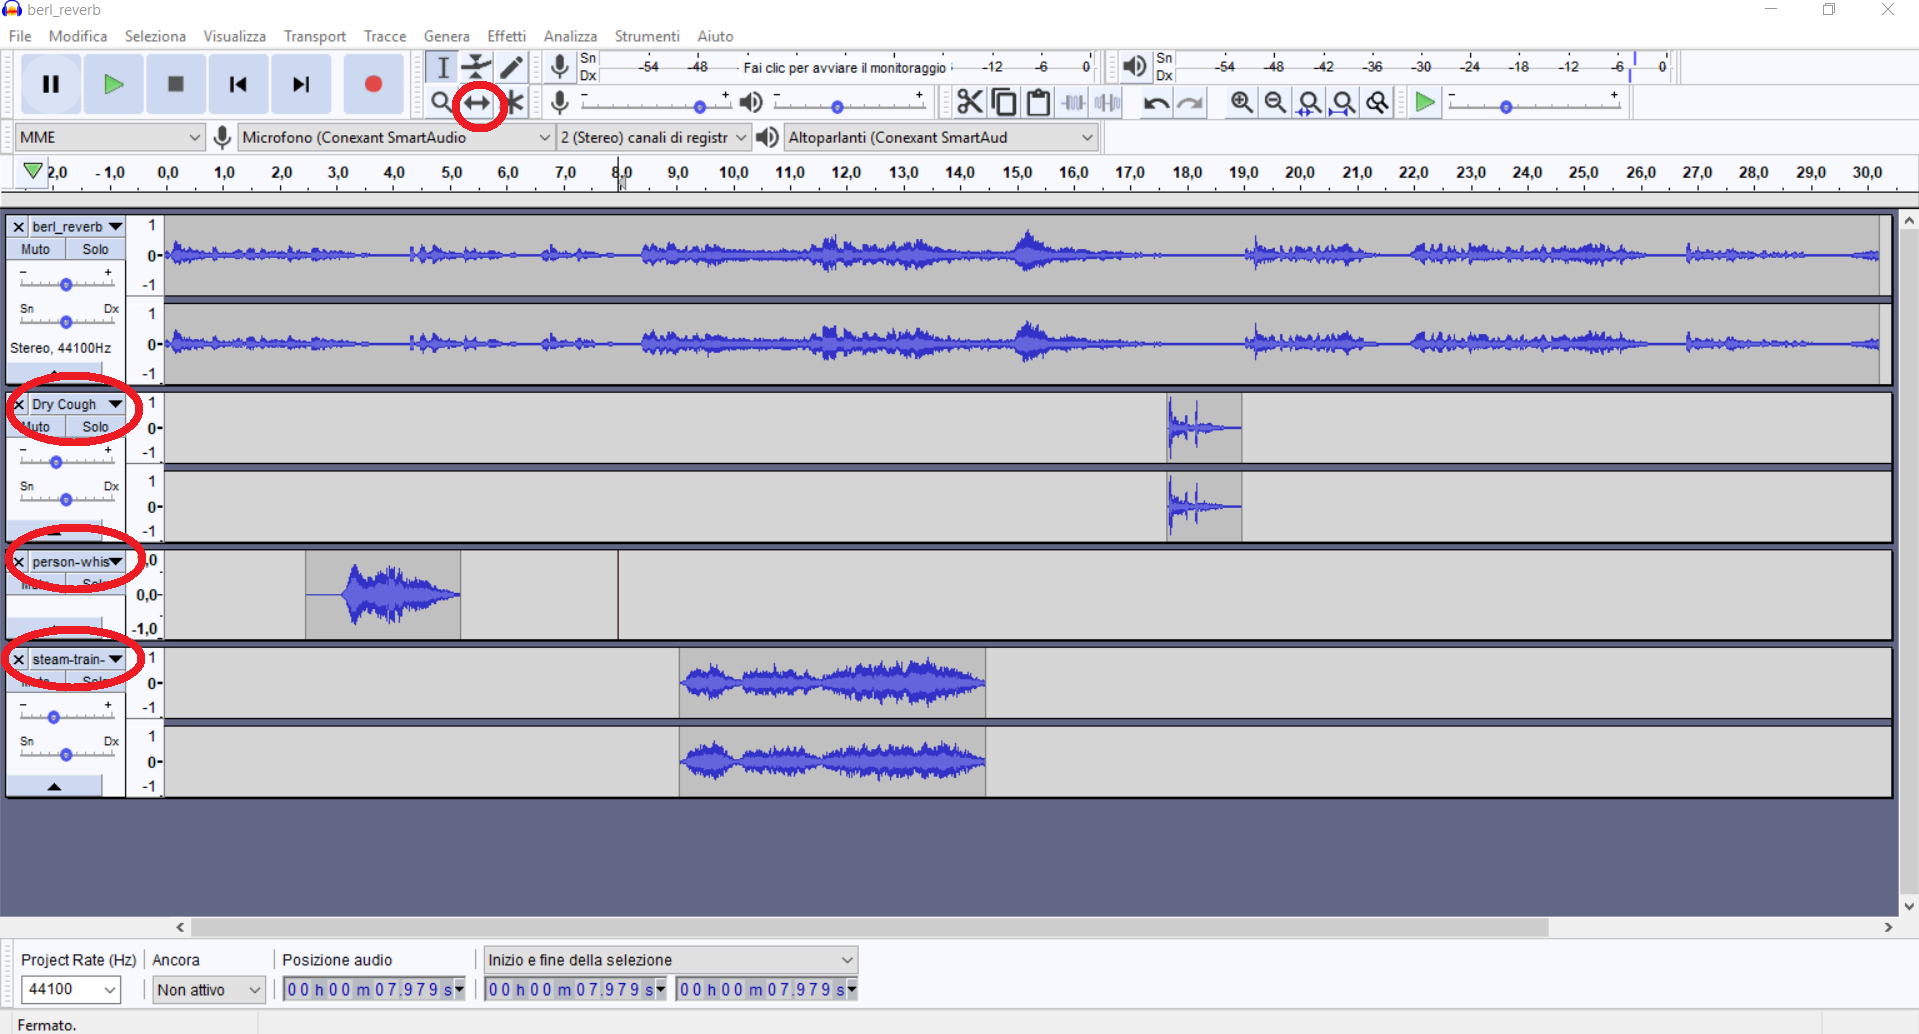 berl_reverb
File Modifica Seleziona Visualizza Transport Tracce Genera Effetti Analizza Strumenti Aiuto
Sn -54 -48 Fai clic per avviare il monitoraggio -12 -6 0 Sn -54 -48 -42 -36 -30 -24 -18 -12 -6 0
Dx Dx
- + - + - +
MME Microfono (Conexant SmartAudio 2 (Stereo) canali di registr Altoparlanti (Conexant SmartAud
2,0 - 1,0 0,0 1,0 2,0 3,0 4,0 5,0 6,0 7,0 8,0 9,0 10,0 11,0 12,0 13,0 14,0 15,0 16,0 17,0 18,0 19,0 20,0 21,0 22,0 23,0 24,0 25,0 26,0 27,0 28,0 29,0 30,0
berl_reverb 1
Muto Solo 0-
- + -1
Sn Dx 1
Stereo, 44100Hz 0-
-1
Dry Cough 1
Muto Solo 0-
- + -1
Sn Dx 1
0-
-1
person-whis ,0
Muto Solo 0,0-
-1,0
steam-train- 1
Muto Solo 0-
- + -1
Sn Dx 1
0-
-1
Project Rate (Hz) Ancora Posizione audio Inizio e fine della selezione
44100 Non attivo 00 h 00 m 07.979 s 00 h 00 m 07.979 s 00 h 00 m 07.979 s
Fermato.